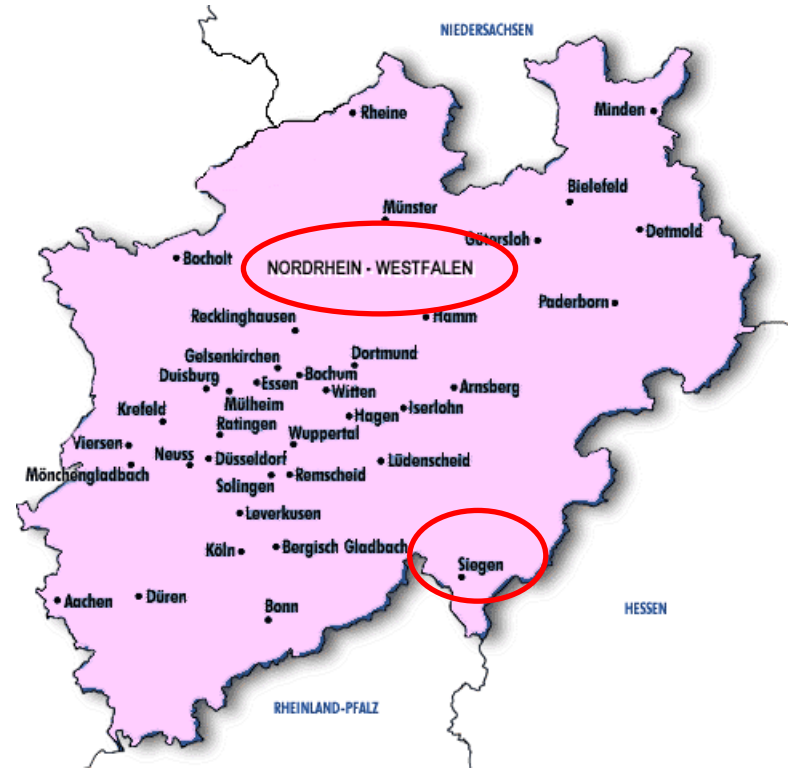 NIEDERSACHSEN
Rheine
Minden
Bielefeld
Münster
Gütersloh
Detmold
Bocholt
NORDRHEIN - WESTFALEN
Paderborn
Recklinghausen
Hamm
Gelsenkirchen
Dortmund
Duisburg
Essen
Bochum
Witten
Arnsberg
Mülheim
Krefeld
Hagen
Iserlohn
Ratingen
Wuppertal
Viersen
Neuss
Düsseldorf
Lüdenscheid
Mönchengladbach
Remscheid
Solingen
Leverkusen
Köln
Bergisch Gladbach
Siegen
Aachen
Düren
Bonn
HESSEN
RHEINLAND-PFALZ